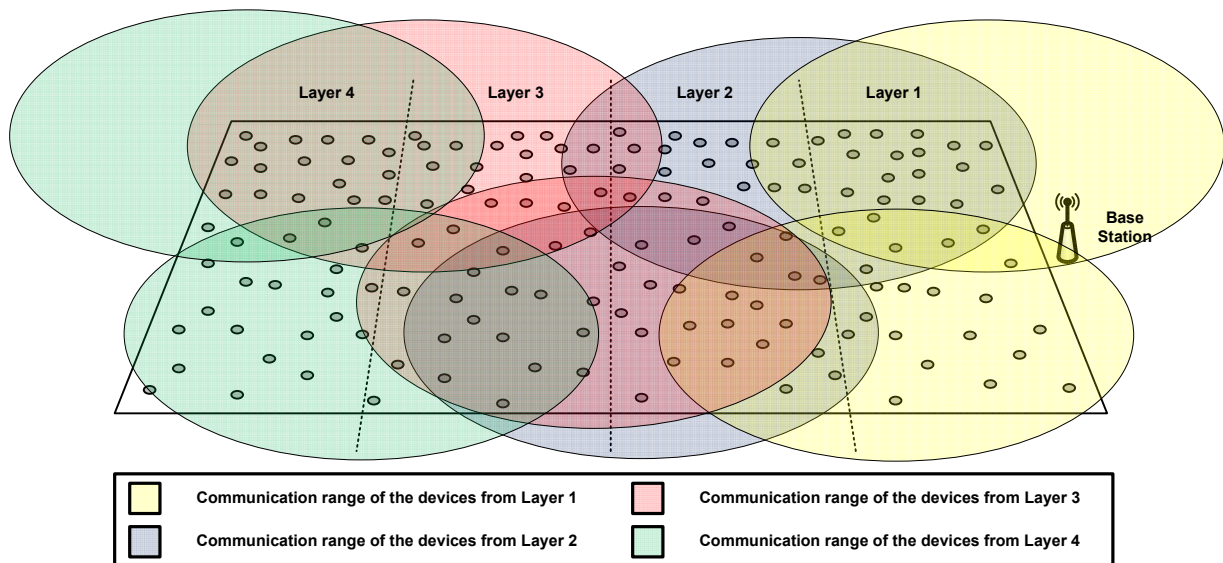 Layer 4
Layer 3
Layer 2
Layer 1
Base
Station
Communication range of the devices from Layer 1
Communication range of the devices from Layer 3
Communication range of the devices from Layer 2
Communication range of the devices from Layer 4